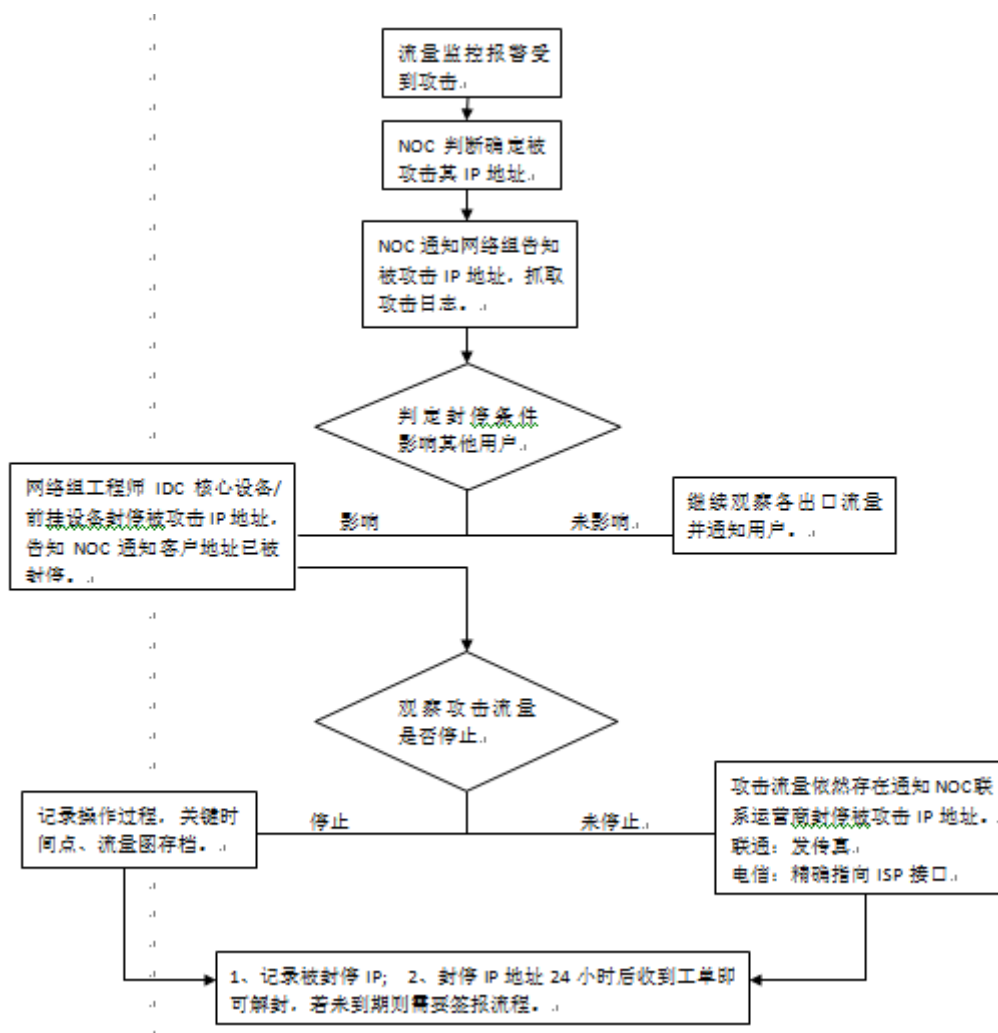 流量监控报警受
到攻击
NOC 判断确定被
攻击某 IP 地址
NOC 通知网络组告知
被攻击 IP 地址，抓取
攻击日志。
判定封停条件
影响其他用户
网络组工程师 IDC 核心设备/
前挂设备封停被攻击 IP 地址，
告知 NOC 通知客户地址已被
封停。
影响
未影响
继续观察各出口流量
并通知用户。
观察攻击流量
是否停止
记录操作过程，关键时
间点、流量图存档。
停止
未停止
攻击流量依然存在通知 NOC联
系运营商封停被攻击 IP 地址。
联通：发传真
电信：精确指向 ISP 接口
1、记录被封停 IP； 2、封停 IP 地址 24 小时后收到工单即
可解封，若未到期则需要签报流程。